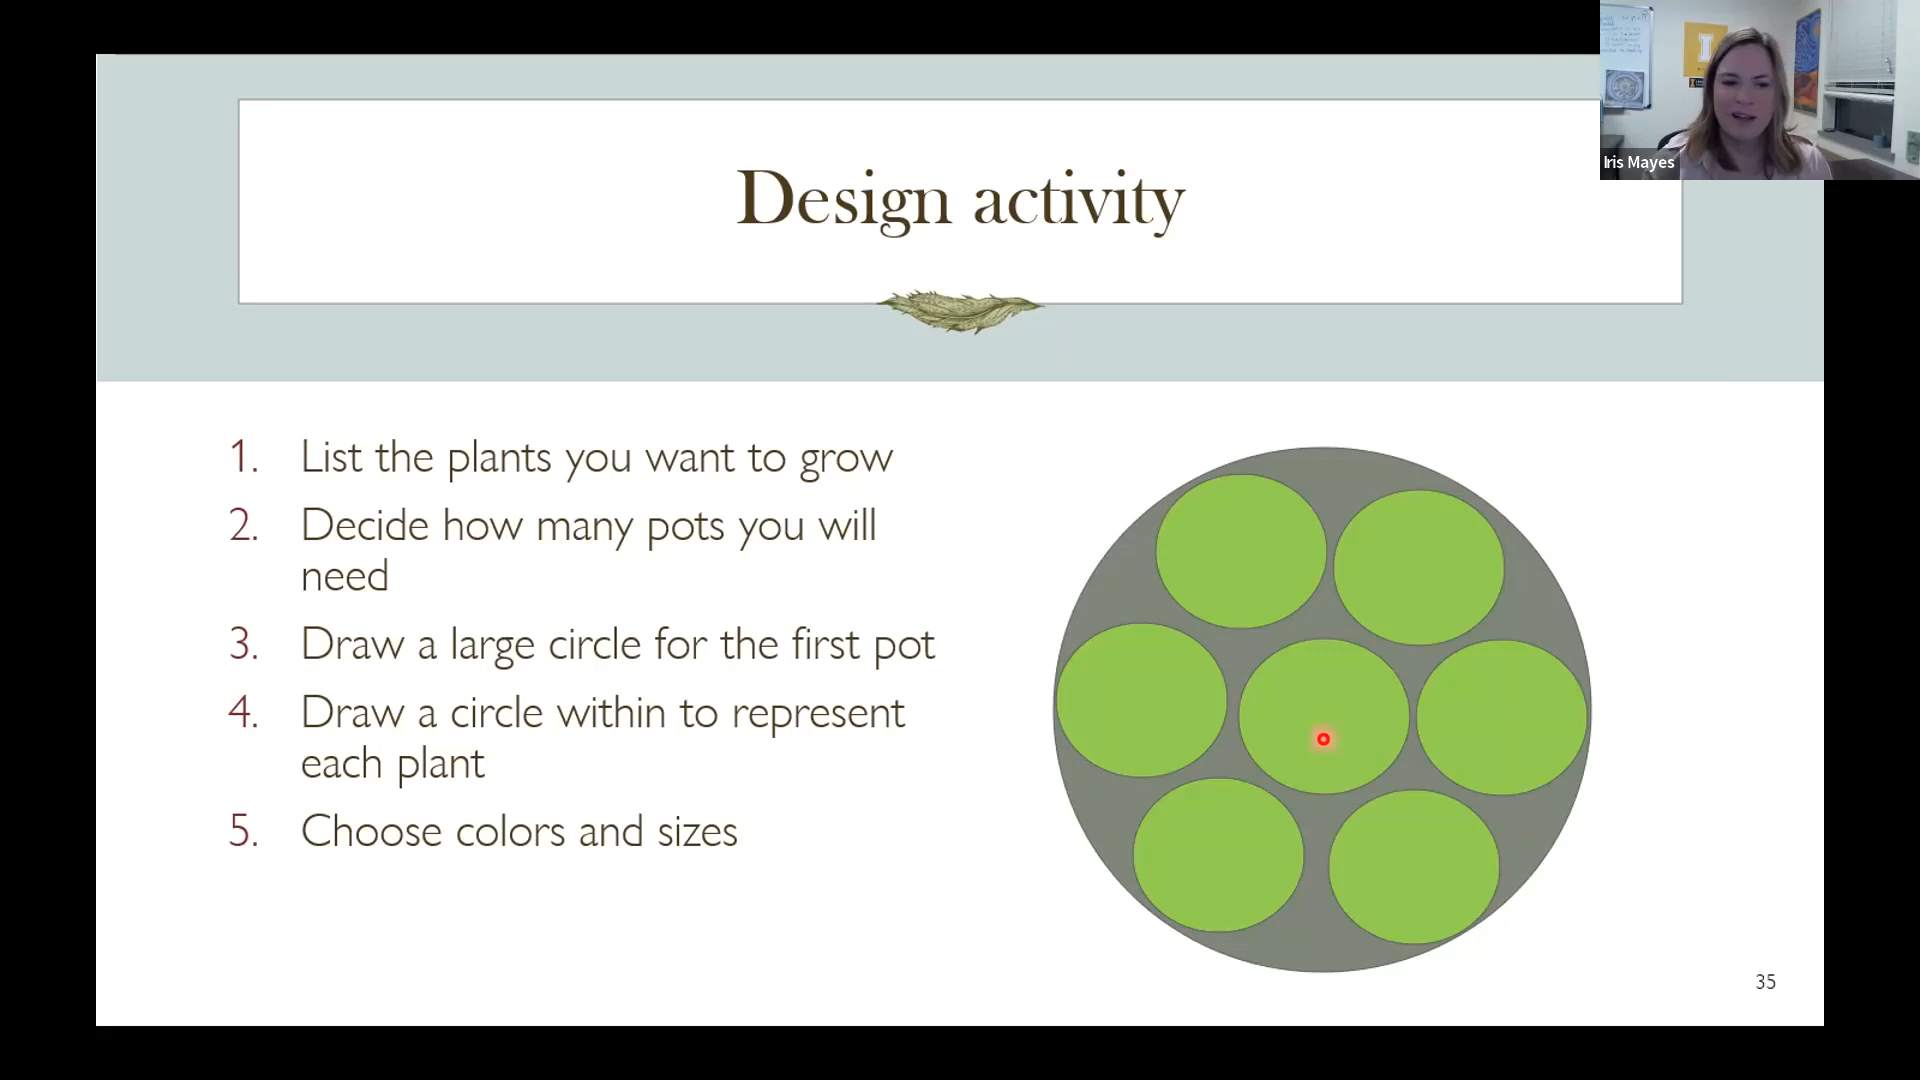 Iris Mayes
Design activity
1. List the plants you want to grow
2. Decide how many pots you will
need
3. Draw a large circle for the first pot
4. Draw a circle within to represent
each plant
5. Choose colors and sizes
35